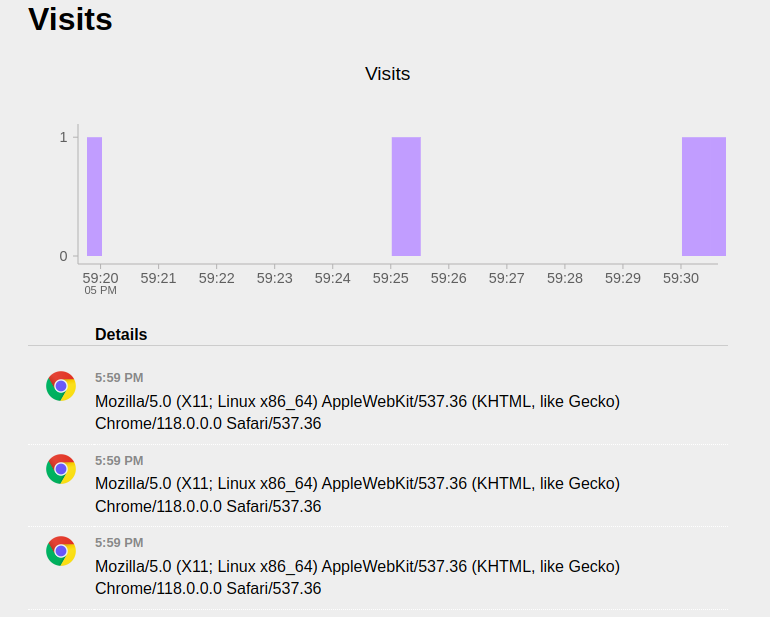 Visits
Visits
1
0
59:20 59:21 59:22 59:23 59:24 59:25 59:26 59:27 59:28 59:29 59:30
05 PM
Details
5:59 PM
Mozilla/5.0 (X11; Linux x86_64) AppleWebKit/537.36 (KHTML, like Gecko)
Chrome/118.0.0.0 Safari/537.36
5:59 PM
Mozilla/5.0 (X11; Linux x86_64) AppleWebKit/537.36 (KHTML, like Gecko)
Chrome/118.0.0.0 Safari/537.36
5:59 PM
Mozilla/5.0 (X11; Linux x86_64) AppleWebKit/537.36 (KHTML, like Gecko)
Chrome/118.0.0.0 Safari/537.36